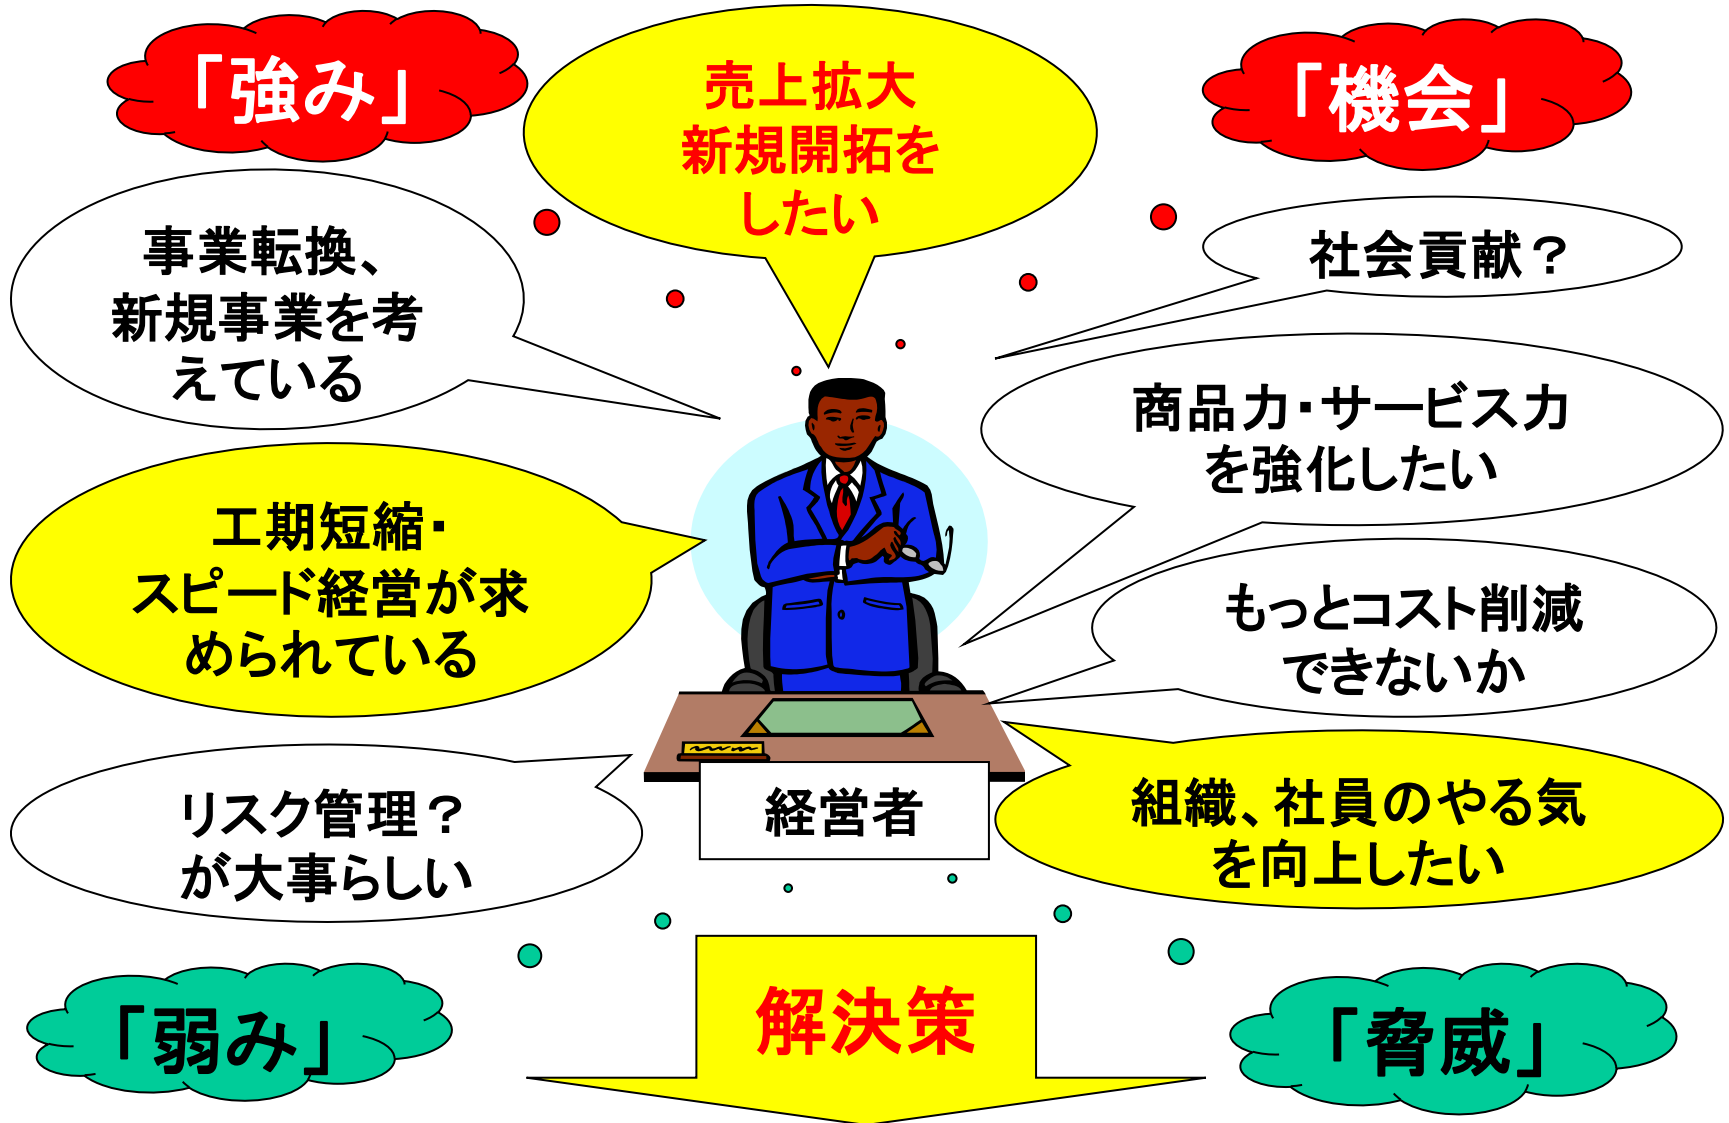 「強み」
売上拡大
新規開拓を
したい
「機会」
事業転換、
新規事業を考
えている
社会貢献？
商品力・サービス力
を強化したい
工期短縮・
スピード経営が求
められている
もっとコスト削減
できないか
リスク管理？
が大事らしい
経営者
組織、社員のやる気
を向上したい
「弱み」
解決策
「脅威」